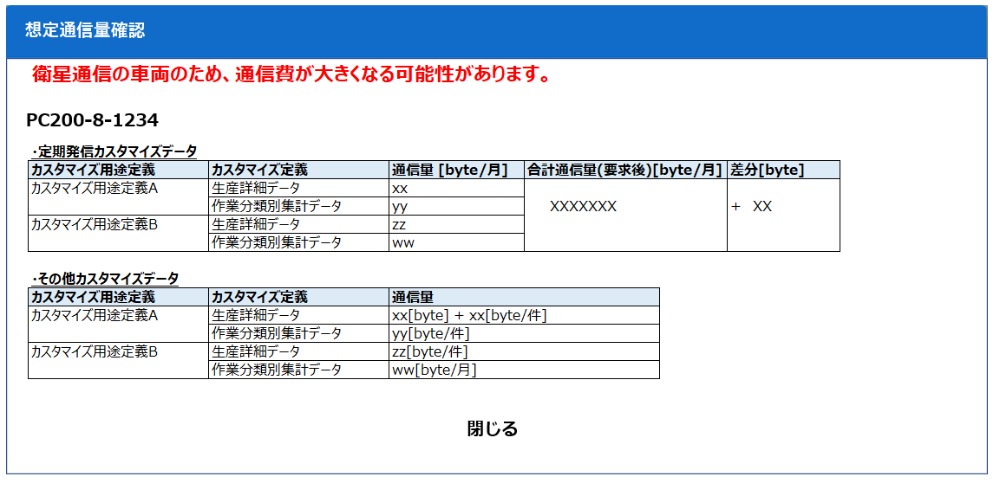 想定通信量確認
衛星通信の車両のため、通信費が大きくなる可能性があります。
PC200-8-1234
・定期発信カスタマイズデータ
カスタマイズ用途定義 カスタマイズ定義 通信量 [byte/月] 合計通信量(要求後)[byte/月] 差分[byte]
カスタマイズ用途定義A 生産詳細データ xx
作業分類別集計データ yy XXXXXXX + XX
カスタマイズ用途定義B 生産詳細データ zz
作業分類別集計データ ww
・その他カスタマイズデータ
カスタマイズ用途定義 カスタマイズ定義 通信量
カスタマイズ用途定義A 生産詳細データ xx[byte] + xx[byte/件]
作業分類別集計データ yy[byte/件]
カスタマイズ用途定義B 生産詳細データ zz[byte/件]
作業分類別集計データ ww[byte/月]
閉じる